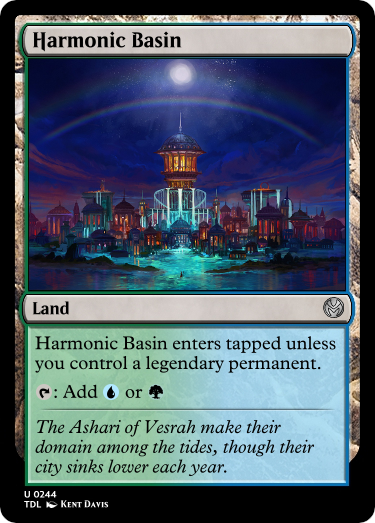 Harmonic Basin
Land
Harmonic Basin enters tapped unless
you control a legendary permanent.
: Add or
The Ashari of Vesrah make their
domain among the tides, though their
city sinks lower each year.
U 0244
TDL Kent Davis